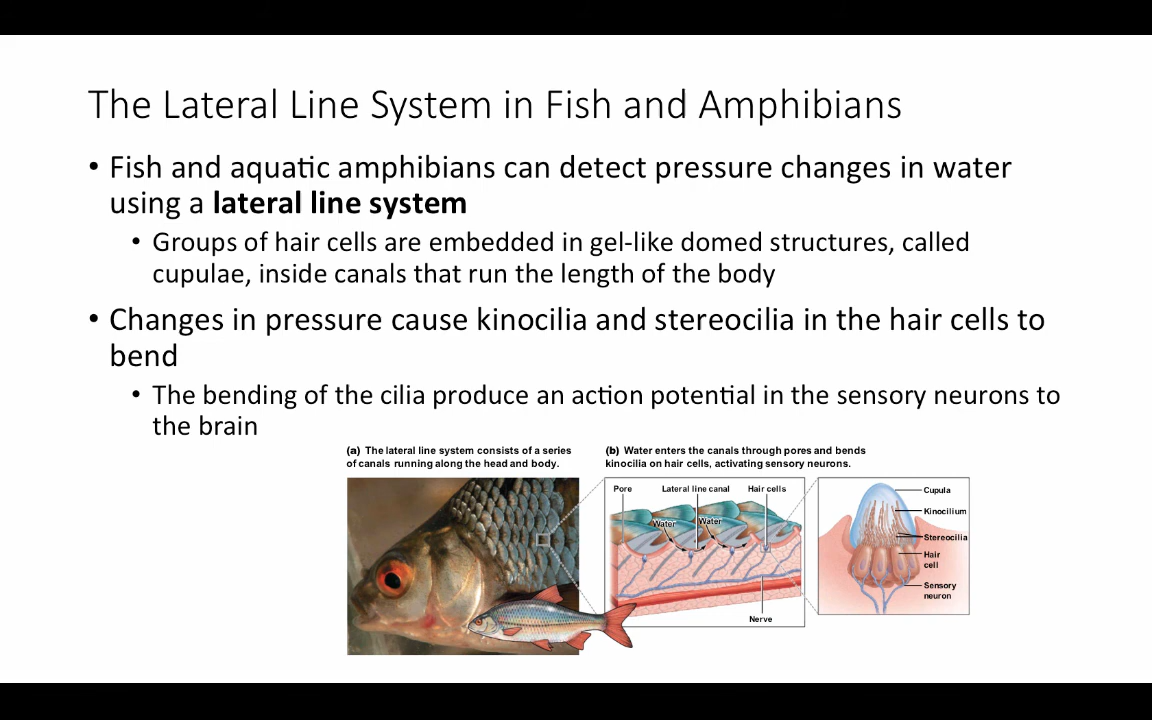 The Lateral Line System in Fish and Amphibians
• Fish and aquatic amphibians can detect pressure changes in water
using a lateral line system
• Groups of hair cells are embedded in gel-like domed structures, called
cupulae, inside canals that run the length of the body
• Changes in pressure cause kinocilia and stereocilia in the hair cells to
bend
• The bending of the cilia produce an action potential in the sensory neurons to
the brain
(a) The lateral line system consists of a series
of canals running along the head and body.
(b) Water enters the canals through pores and bends
kinocilia on hair cells, activating sensory neurons.
Pore
Lateral line canal
Hair cells
Water
Water
Nerve
Cupula
Kinocilium
Stereocilia
Hair
cell
Sensory
neuron